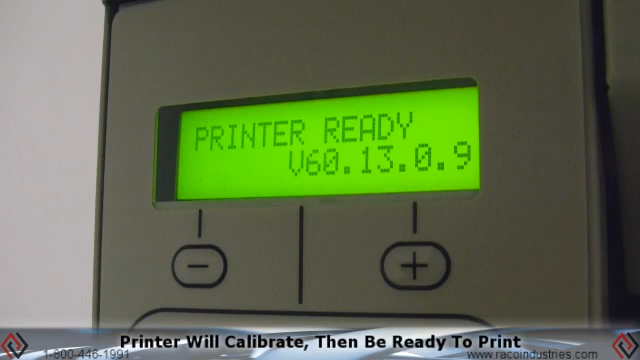 PRINTER READY
V60.13.0.9
Printer Will Calibrate, Then Be Ready To Print
1-800-446-1991
www.racoindustries.com